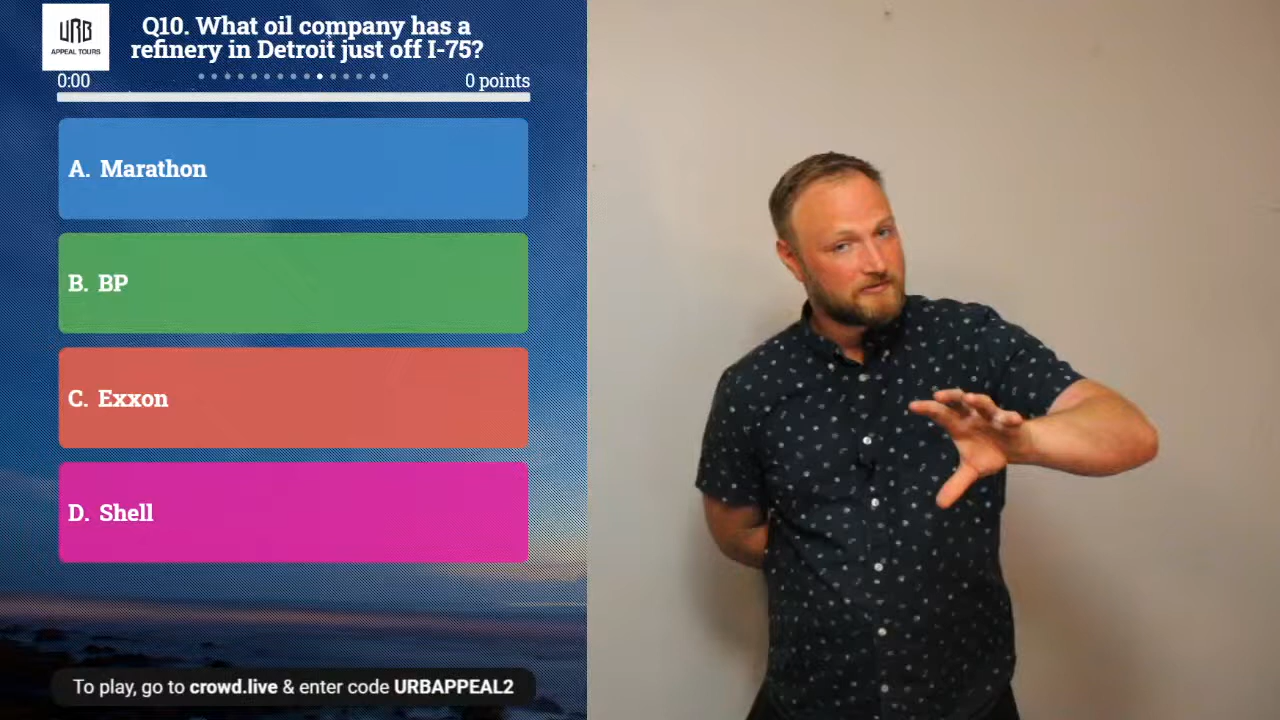 URB
APPEAL TOURS
Q10. What oil company has a
refinery in Detroit just off I-75?
0:00
0 points
A. Marathon
B. BP
C. Exxon
D. Shell
To play, go to crowd.live & enter code URBAPPEAL2